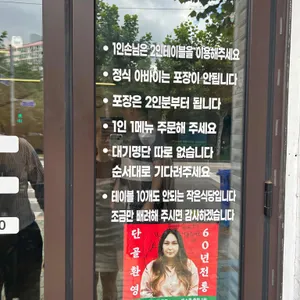 • 1인손님은 2인테이블을 이용해주세요
• 정식 아바이는 포장이 안됩니다
• 포장은 2인분부터 됩니다
• 1인 1메뉴 주문해 주세요
• 대기명단 따로 없습니다
순서대로 기다려주세요
• 테이블 10개도 안되는 작은식당입니다
조금만 배려해 주시면 감사하겠습니다
단골환영
60년전통